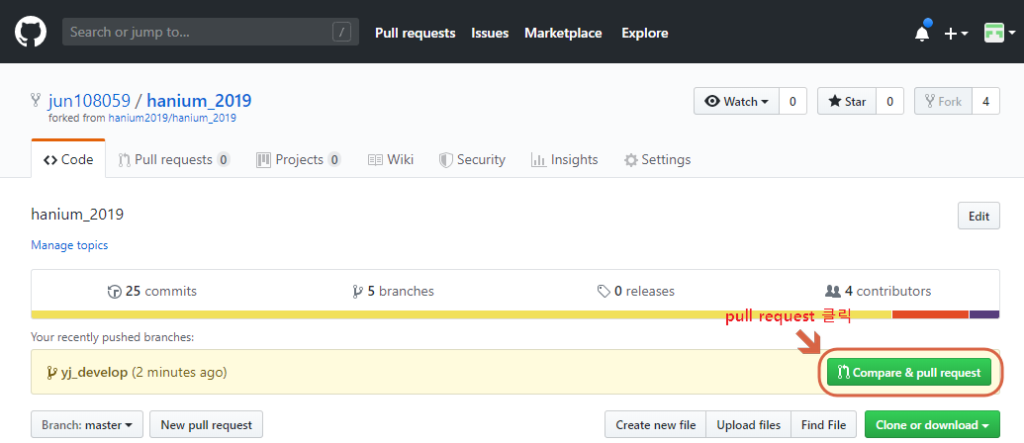 Search or jump to... / Pull requests Issues Marketplace Explore
jun108059 / hanium_2019 Watch 0 Star 0 Fork 4
forked from hanium2019/hanium_2019
Code Pull requests 0 Projects 0 Wiki Security Insights Settings
hanium_2019 Edit
Manage topics
25 commits 5 branches 0 releases 4 contributors
pull request 클릭
Your recently pushed branches:
yj_develop (2 minutes ago) Compare & pull request
Branch: master New pull request Create new file Upload files Find File Clone or download